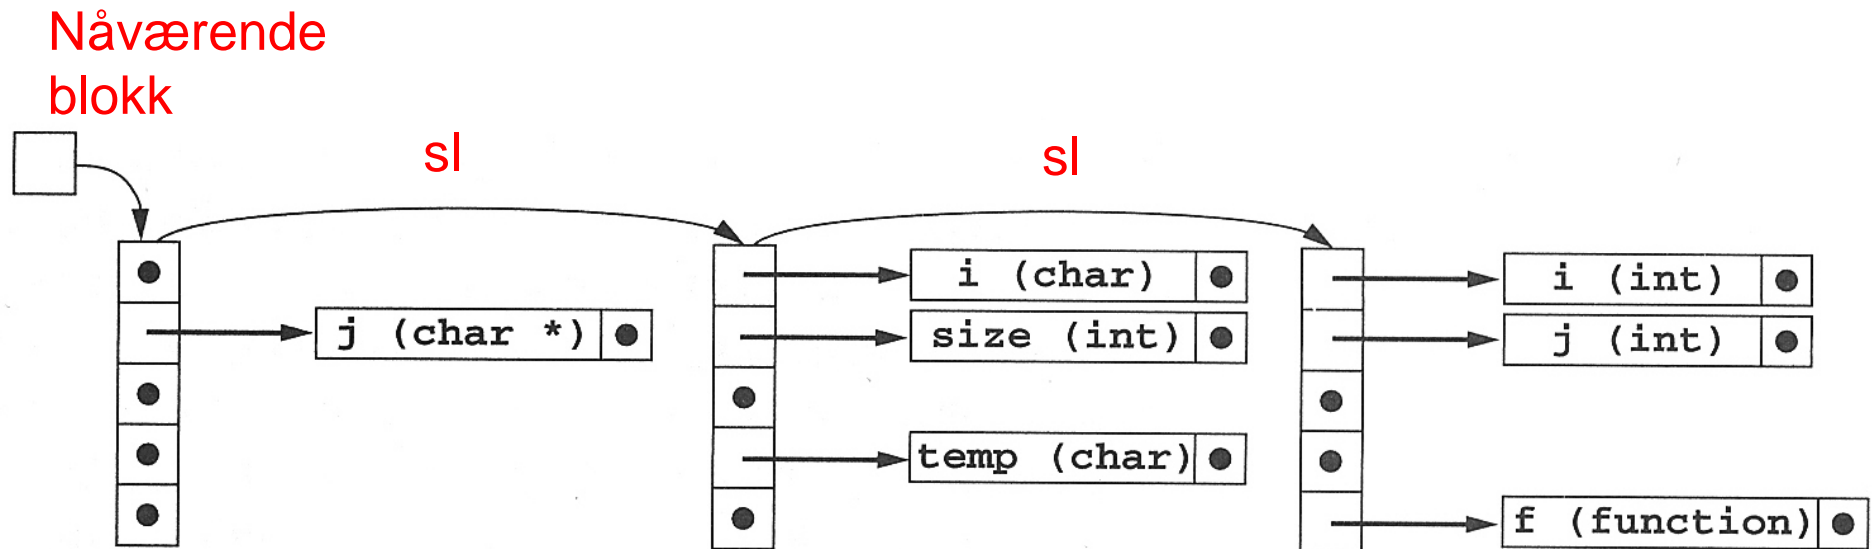 Nåværende
blokk
sl
sl
i (char)
i (int)
j (char *)
size (int)
j (int)
temp (char)
f (function)